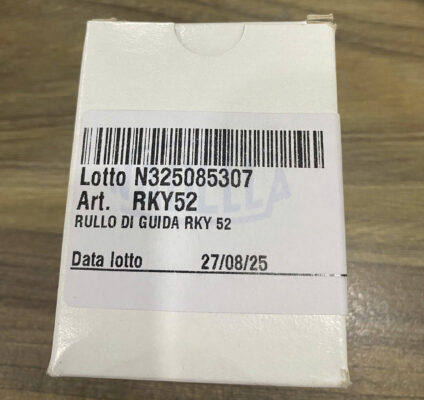 Lotto N325085307
Art. RKY52
RULLO DI GUIDA RKY 52
Data lotto 27/08/25